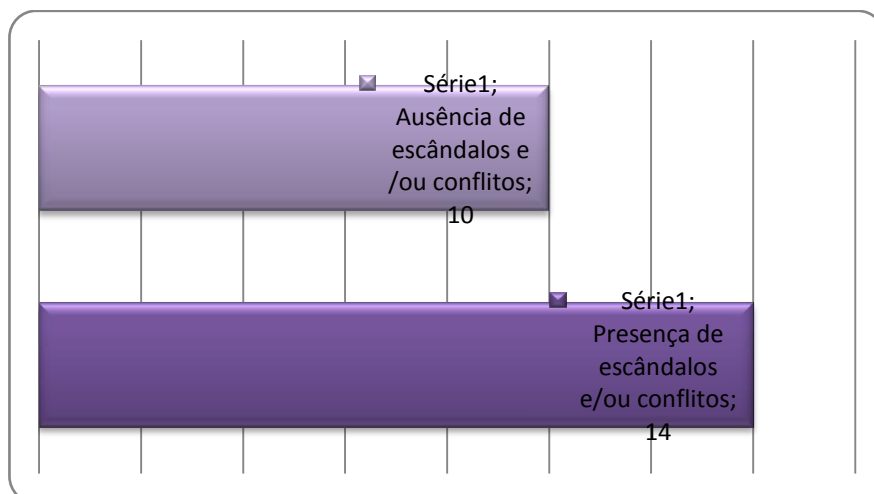 Série1;
Ausência de
escândalos e
/ou conflitos;
10
Série1;
Presença de
escândalos
e/ou conflitos;
14